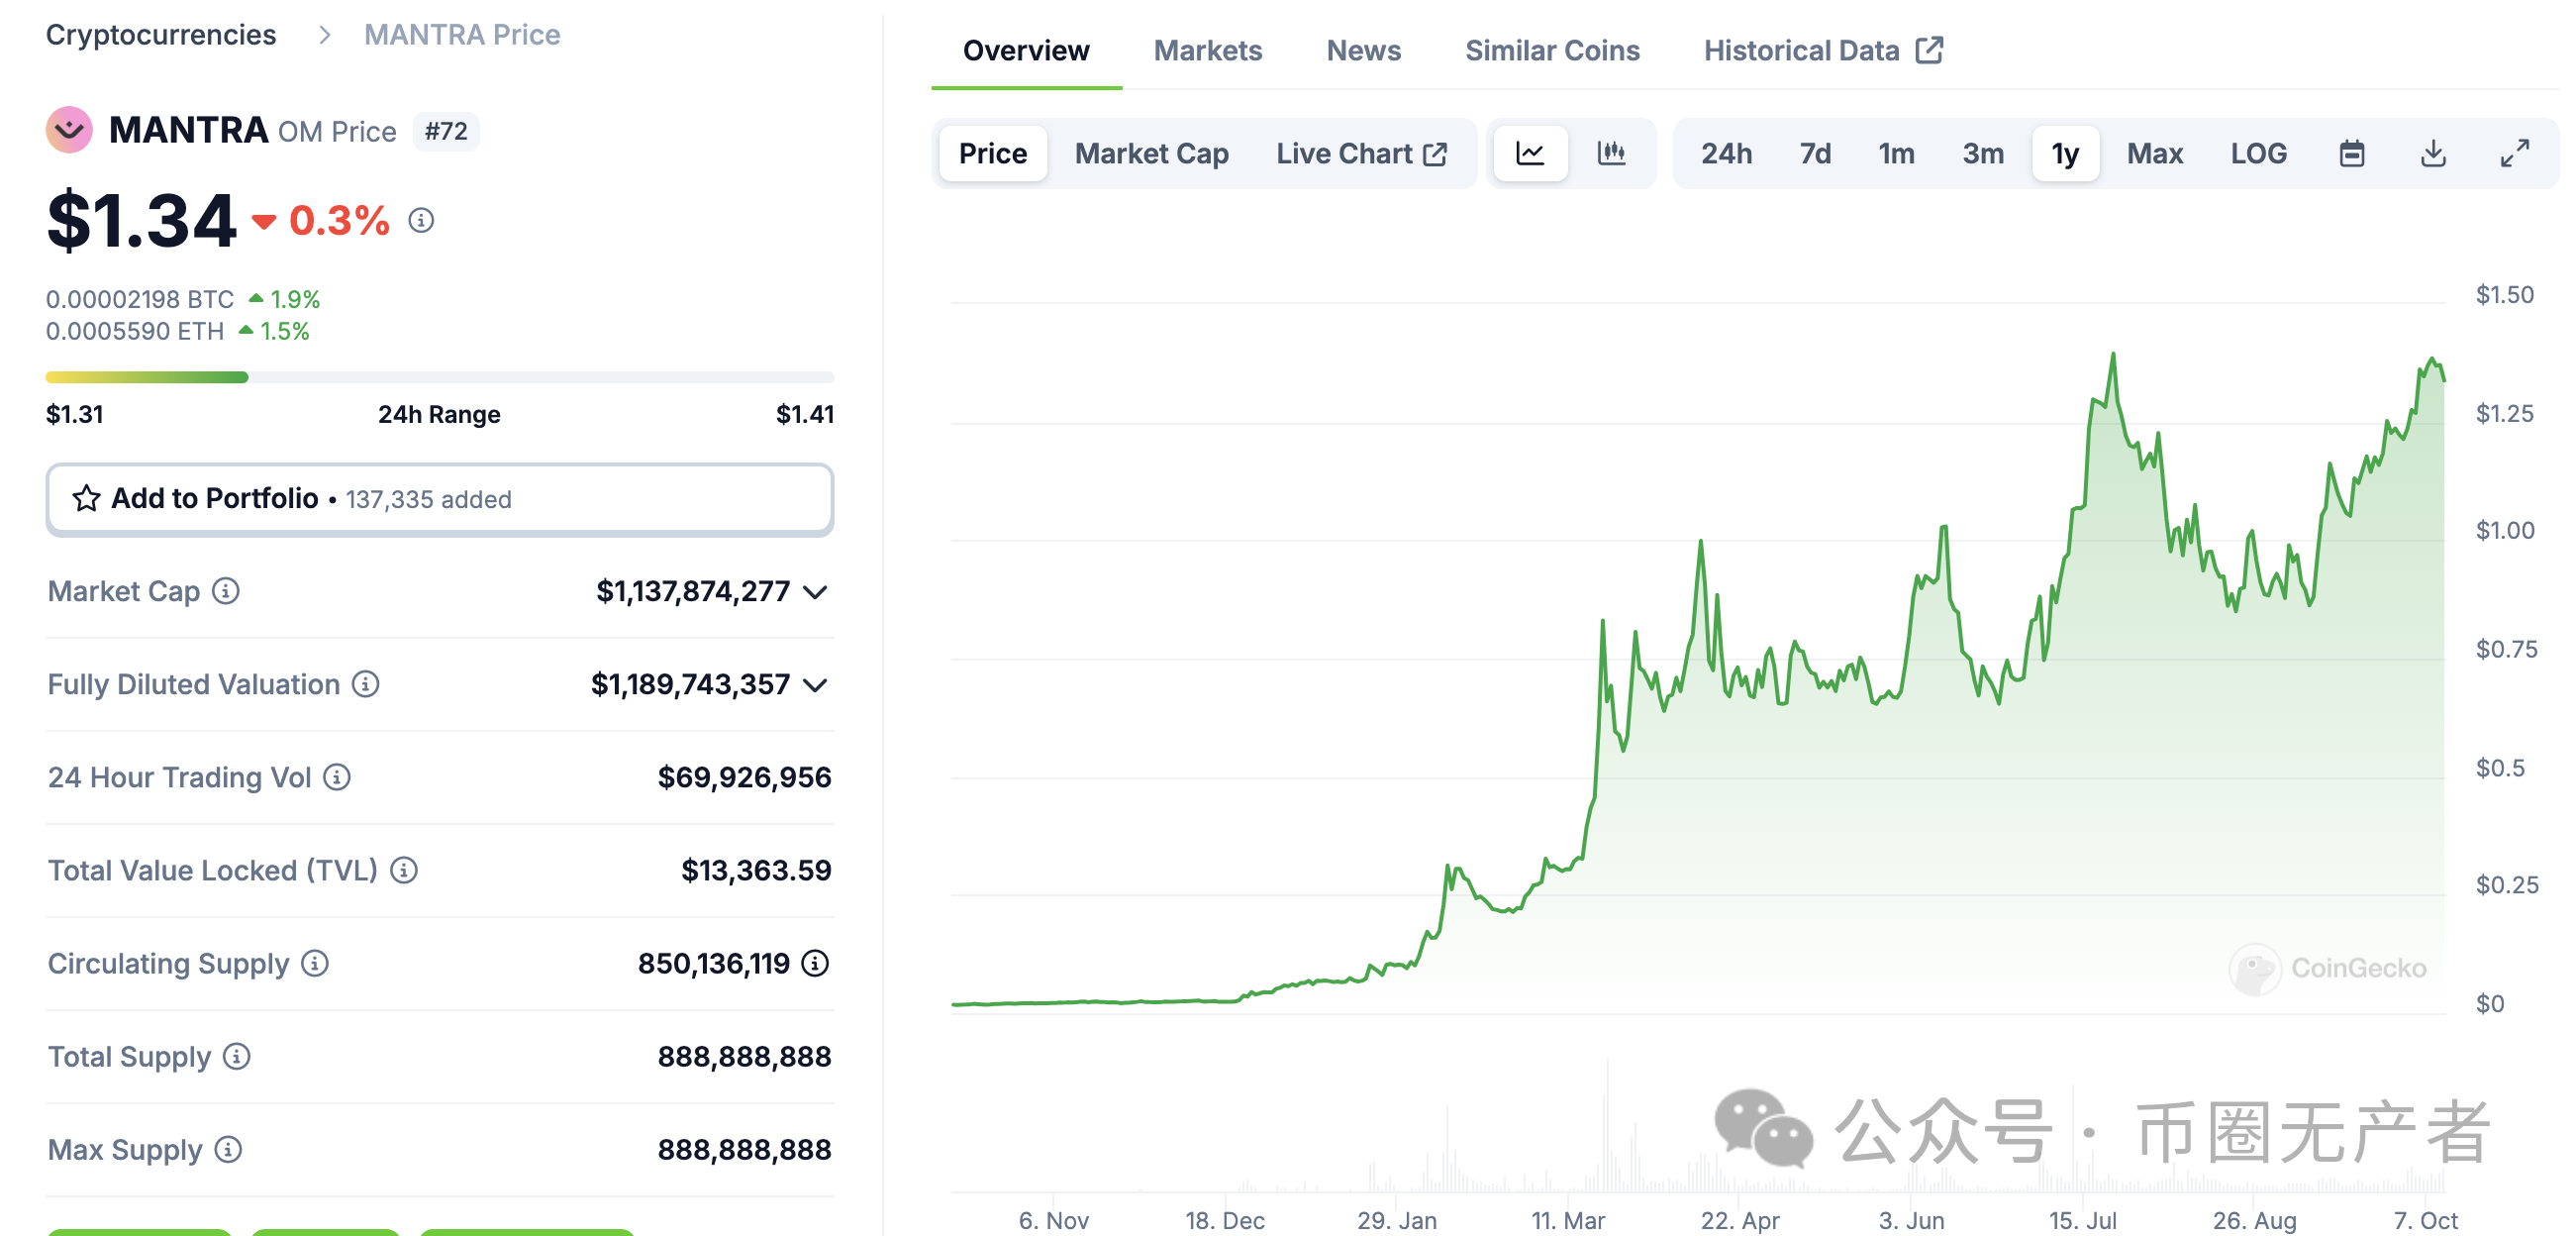 Cryptocurrencies > MANTRA Price
MANTRA OM Price #72
$1.34 0.3%
0.00002198 BTC 1.9%
0.0005590 ETH 1.5%
$1.31 24h Range $1.41
Add to Portfolio • 137,335 added
Market Cap $1,137,874,277
Fully Diluted Valuation $1,189,743,357
24 Hour Trading Vol $69,926,956
Total Value Locked (TVL) $13,363.59
Circulating Supply 850,136,119
Total Supply 888,888,888
Max Supply 888,888,888
Overview Markets News Similar Coins Historical Data
Price Market Cap Live Chart 24h 7d 1m 3m 1y Max LOG
$1.50
$1.25
$1.00
$0.75
$0.5
$0.25
$0
CoinGecko
公众号 · 币圈无产者
6. Nov 18. Dec 29. Jan 11. Mar 22. Apr 3. Jun 15. Jul 26. Aug 7. Oct